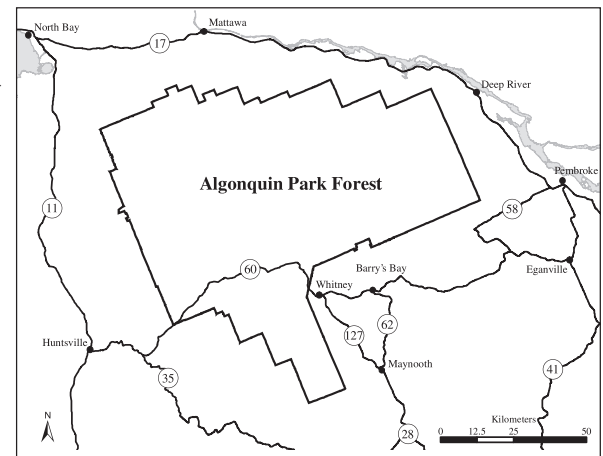 North Bay
Mattawa
17
Deep River
Pembroke
Algonquin Park Forest
58
11
60
Barry's Bay
Eganville
Whitney
62
127
Huntsville
Maynooth
35
41
N
Kilometers
0 12.5 25 50
28